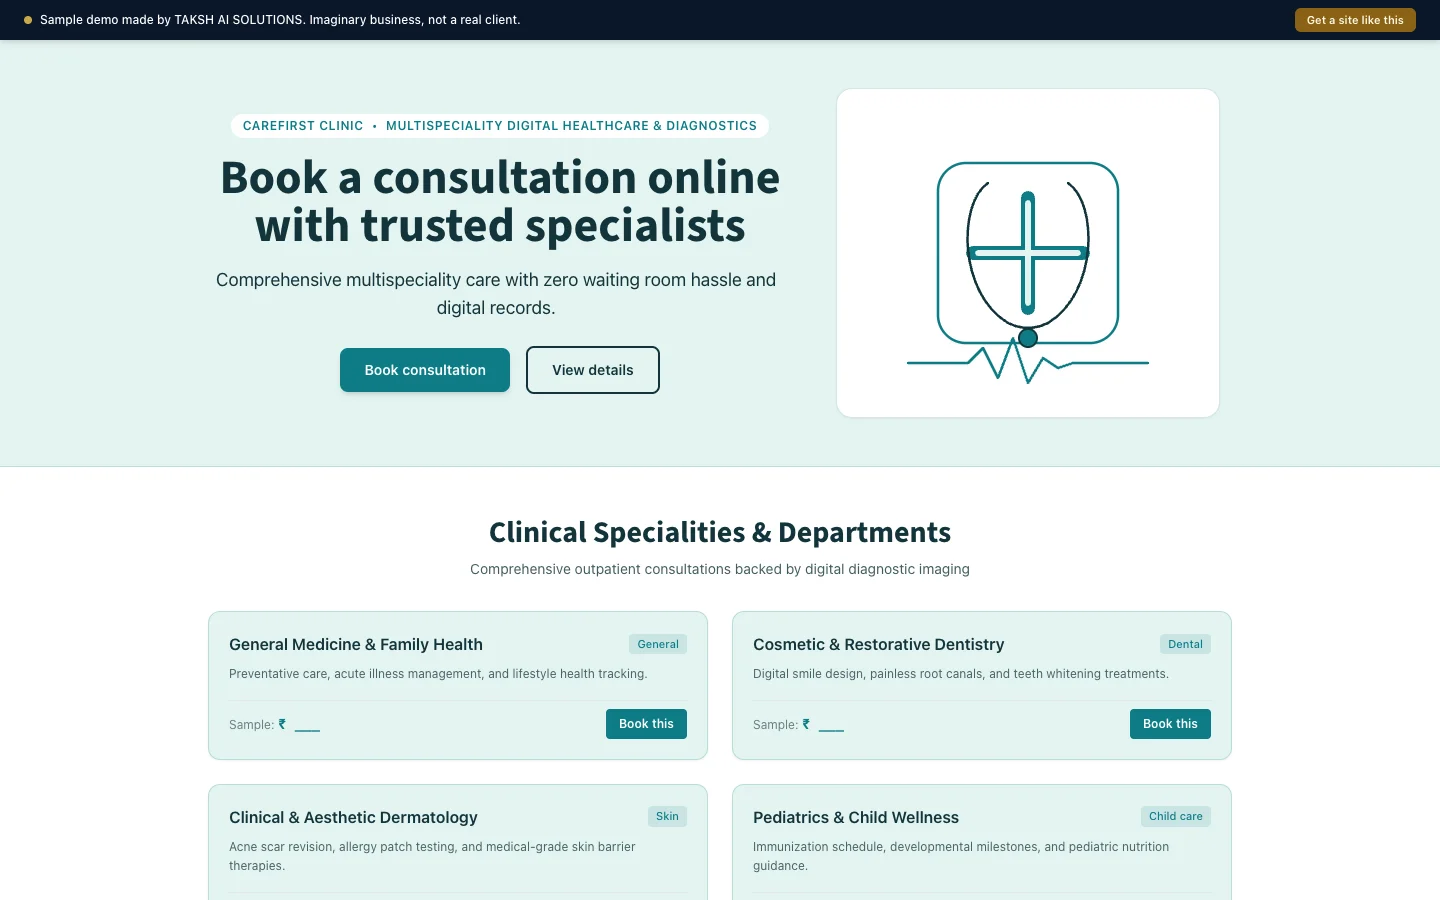 Sample demo made by TAKSH AI SOLUTIONS. Imaginary business, not a real client.
Get a site like this
CAREFIRST CLINIC • MULTISPECIALITY DIGITAL HEALTHCARE & DIAGNOSTICS
Book a consultation online
with trusted specialists
Comprehensive multispeciality care with zero waiting room hassle and
digital records.
Book consultation
View details
Clinical Specialities & Departments
Comprehensive outpatient consultations backed by digital diagnostic imaging
General Medicine & Family Health
General
Preventative care, acute illness management, and lifestyle health tracking.
Sample: ₹ ___
Book this
Cosmetic & Restorative Dentistry
Dental
Digital smile design, painless root canals, and teeth whitening treatments.
Sample: ₹ ___
Book this
Clinical & Aesthetic Dermatology
Skin
Acne scar revision, allergy patch testing, and medical-grade skin barrier
therapies.
Pediatrics & Child Wellness
Child care
Immunization schedule, developmental milestones, and pediatric nutrition
guidance.